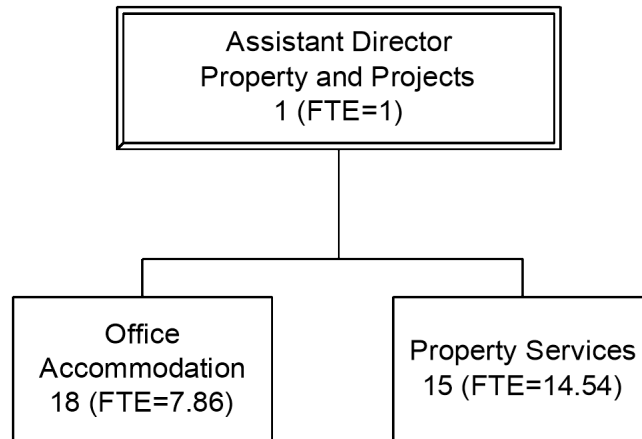 Assistant Director
Property and Projects
1 (FTE=1)
Office
Accommodation
18 (FTE=7.86)
Property Services
15 (FTE=14.54)